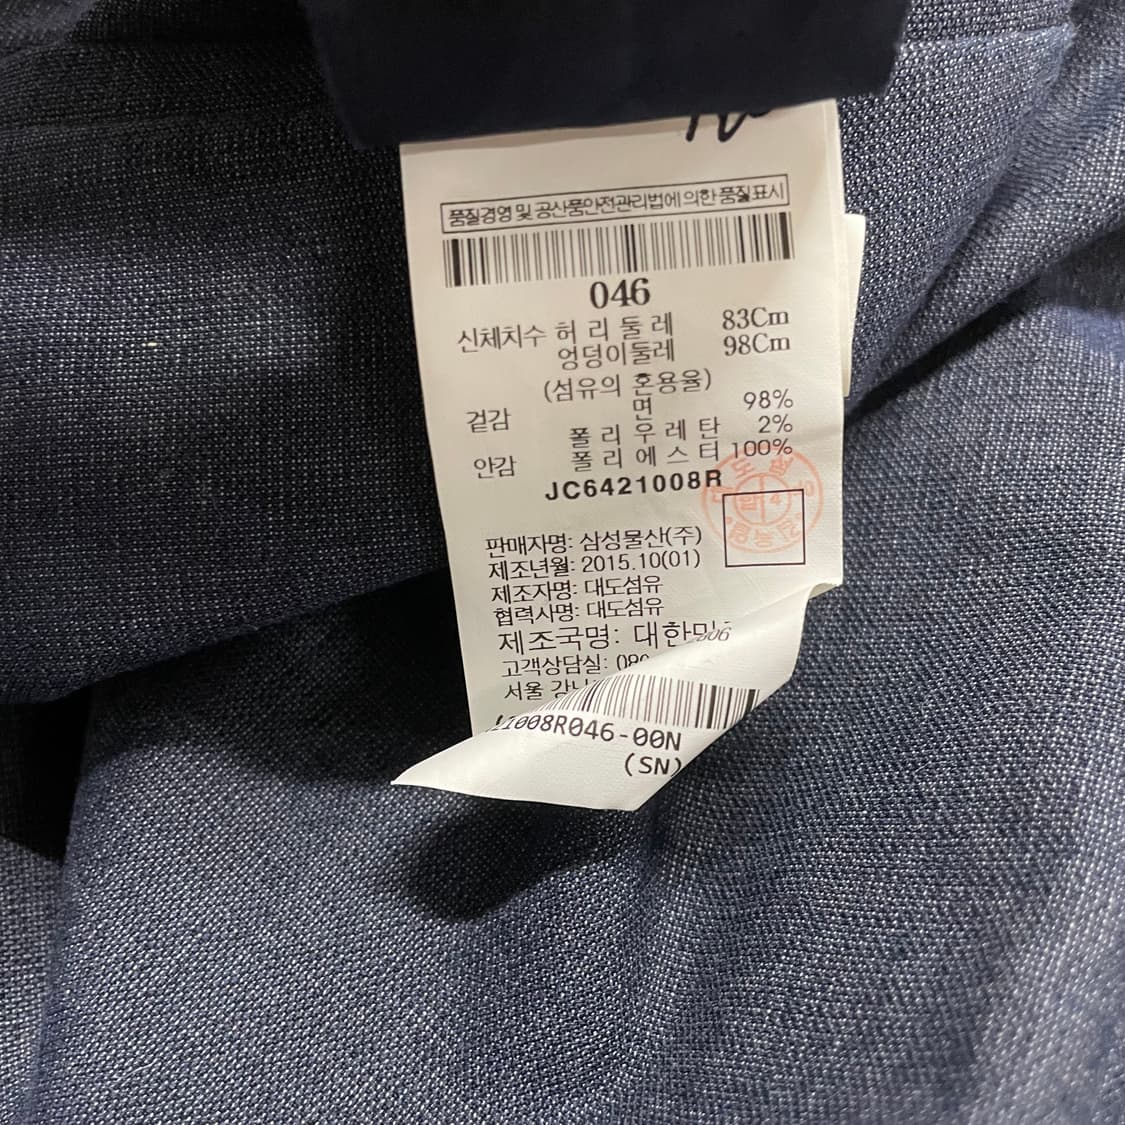 품질경영 및 공산품안전관리법에 의한 품질표시
046
신체치수 허 리 둘 레 83Cm
엉덩이둘레 98Cm
(섬유의 혼용율)
겉감 면 98%
폴 리 우 레 탄 2%
안감 폴 리 에 스 터 100%
JC6421008R
판매자명: 삼성물산(주)
제조년월: 2015.10(01)
제조자명: 대도섬유
협력사명: 대도섬유
제조국명: 대한
고객상담실:
서울
1008R046-00N
(SN)